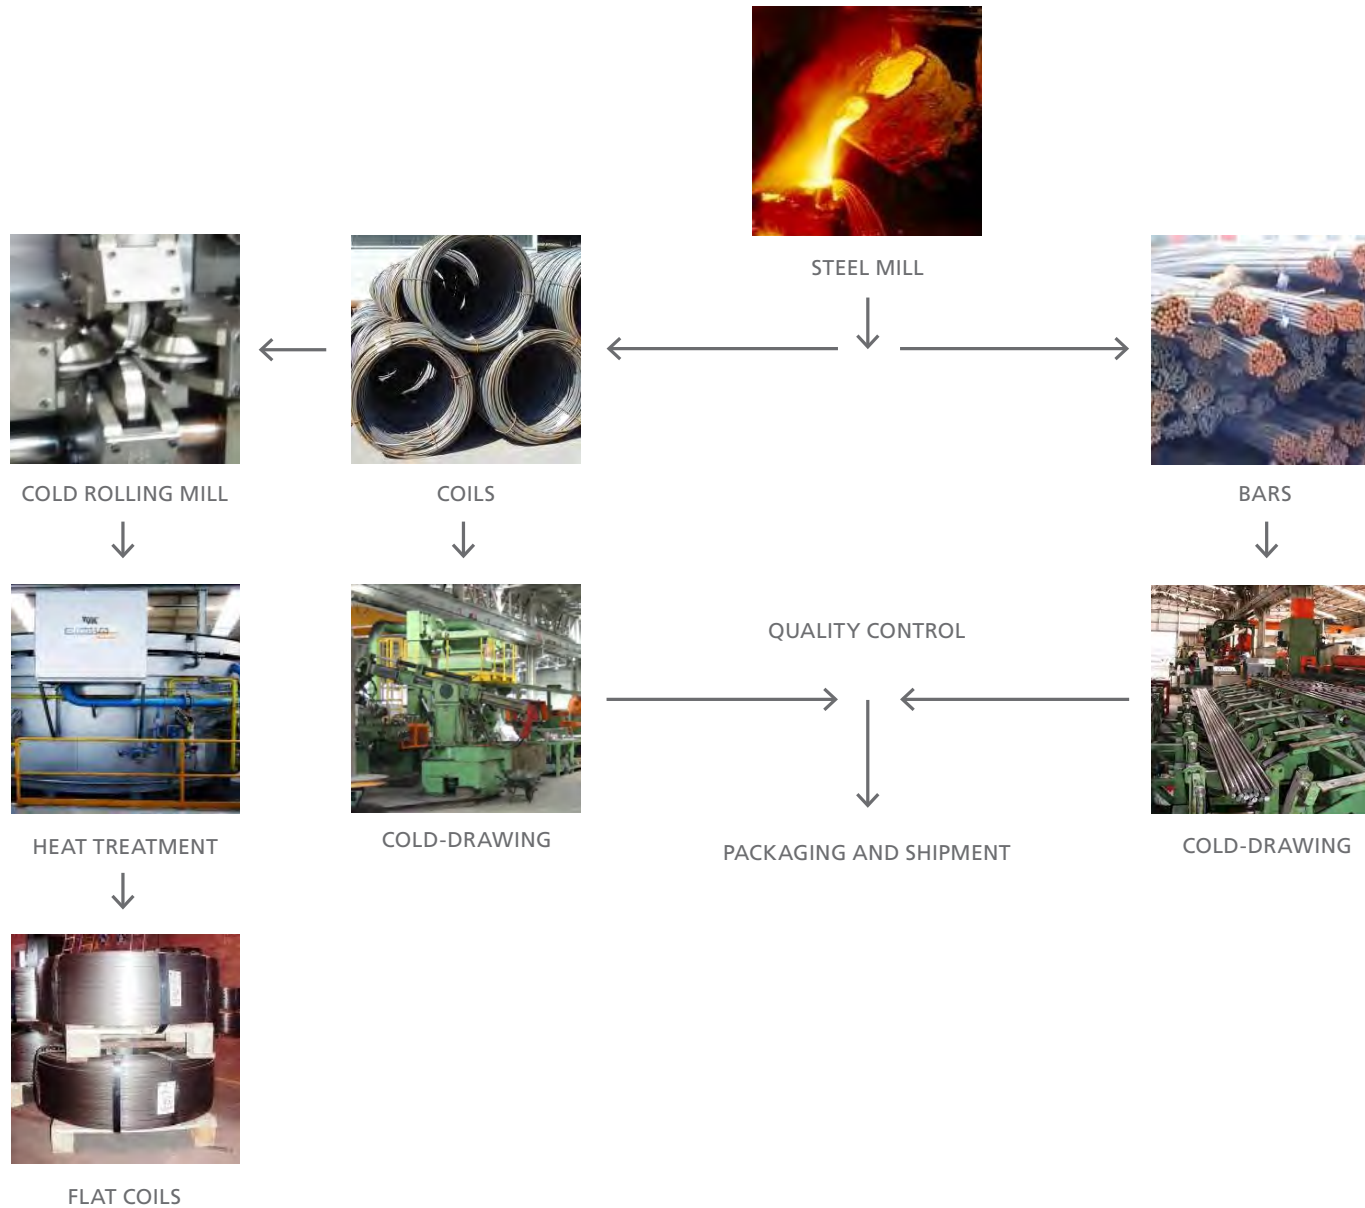 STEEL MILL
COLD ROLLING MILL
COILS
BARS
QUALITY CONTROL
HEAT TREATMENT
COLD-DRAWING
PACKAGING AND SHIPMENT
COLD-DRAWING
FLAT COILS